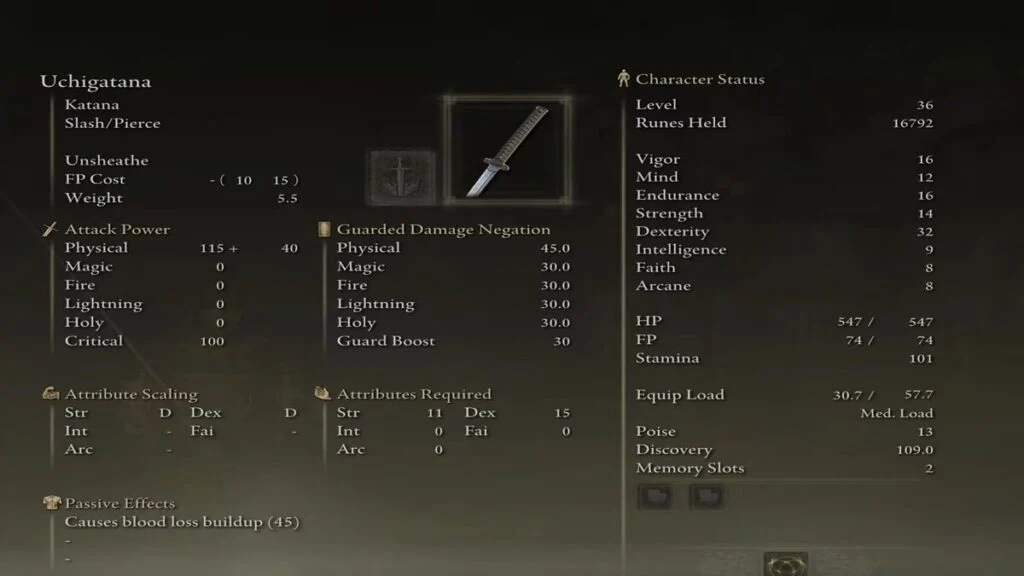 Uchigatana
Katana
Slash/Pierce
Unsheathe
FP Cost -( 10 15 )
Weight 5.5
Attack Power
Physical 115 + 40
Magic 0
Fire 0
Lightning 0
Holy 0
Critical 100
Guarded Damage Negation
Physical 45.0
Magic 30.0
Fire 30.0
Lightning 30.0
Holy 30.0
Guard Boost 30
Attribute Scaling
Str D Dex D
Int - Fai -
Arc -
Attributes Required
Str 11 Dex 15
Int 0 Fai 0
Arc 0
Passive Effects
Causes blood loss buildup (45)
-
-
Character Status
Level 36
Runes Held 16792
Vigor 16
Mind 12
Endurance 16
Strength 14
Dexterity 32
Intelligence 9
Faith 8
Arcane 8
HP 547 / 547
FP 74 / 74
Stamina 101
Equip Load 30.7 / 57.7
Med. Load
Poise 13
Discovery 109.0
Memory Slots 2